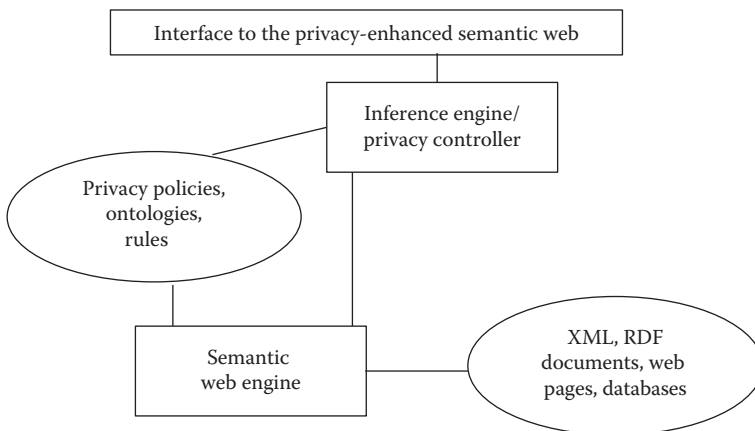 Interface to the privacy-enhanced semantic web
Inference engine/
privacy controller
Privacy policies,
ontologies,
rules
Semantic
web engine
XML, RDF
documents, web
pages, databases